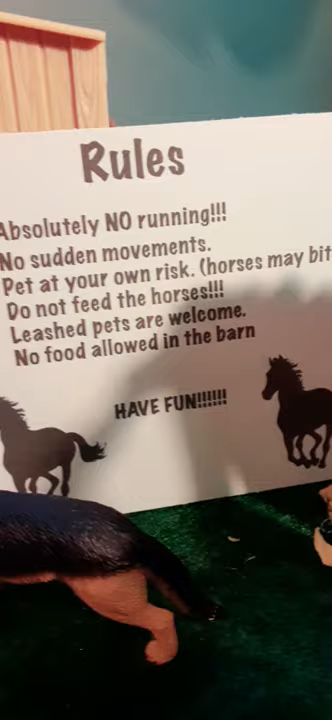 Rules
Absolutely NO running!!!
No sudden movements.
Pet at your own risk. (horses may bit
Do not feed the horses!!!
Leashed pets are welcome.
No food allowed in the barn
HAVE FUN!!!!!!